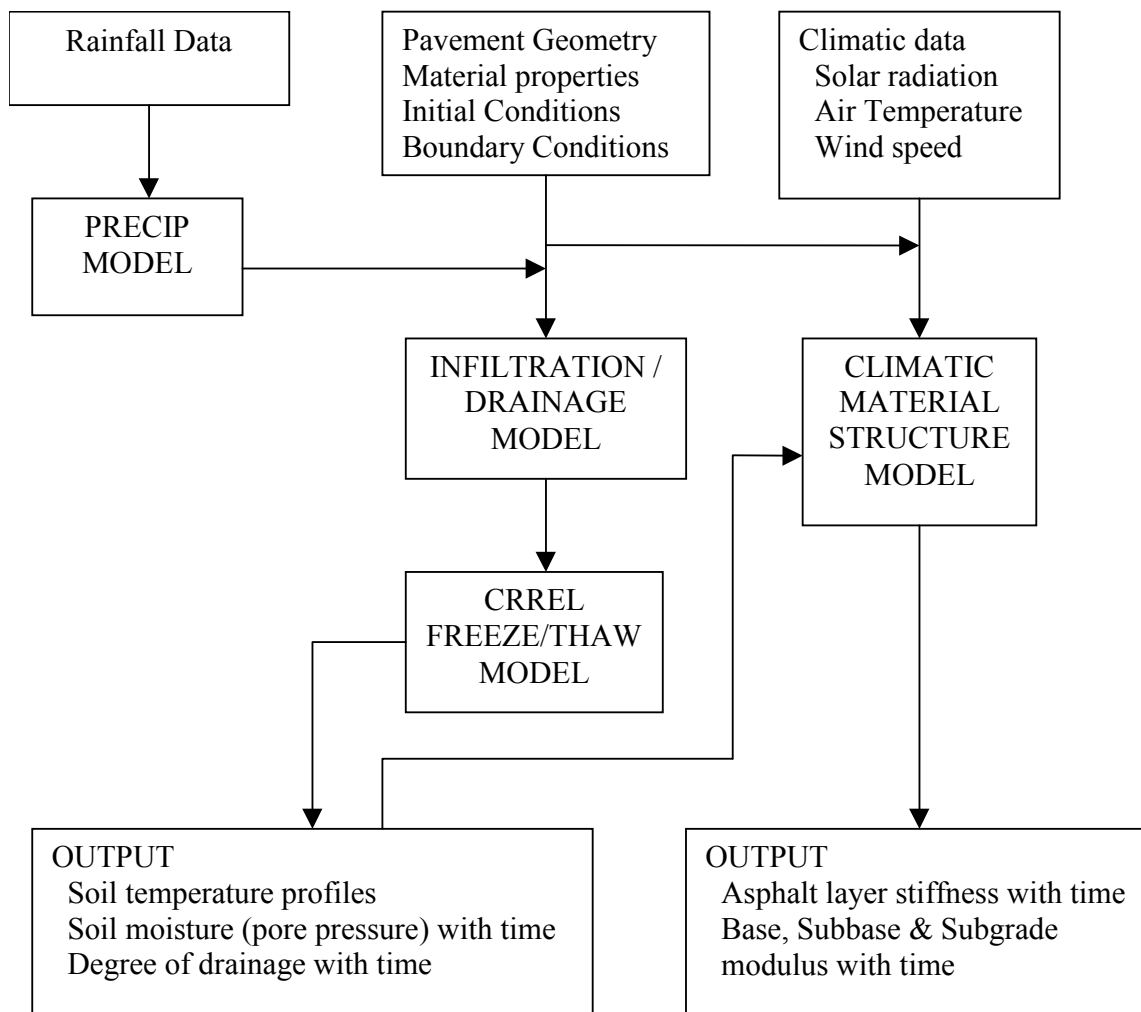 Rainfall Data
Pavement Geometry
Material properties
Initial Conditions
Boundary Conditions
Climatic data
Solar radiation
Air Temperature
Wind speed
PRECIP
MODEL
INFILTRATION /
DRAINAGE
MODEL
CLIMATIC
MATERIAL
STRUCTURE
MODEL
CRREL
FREEZE/THAW
MODEL
OUTPUT
Soil temperature profiles
Soil moisture (pore pressure) with time
Degree of drainage with time
OUTPUT
Asphalt layer stiffness with time
Base, Subbase & Subgrade
modulus with time